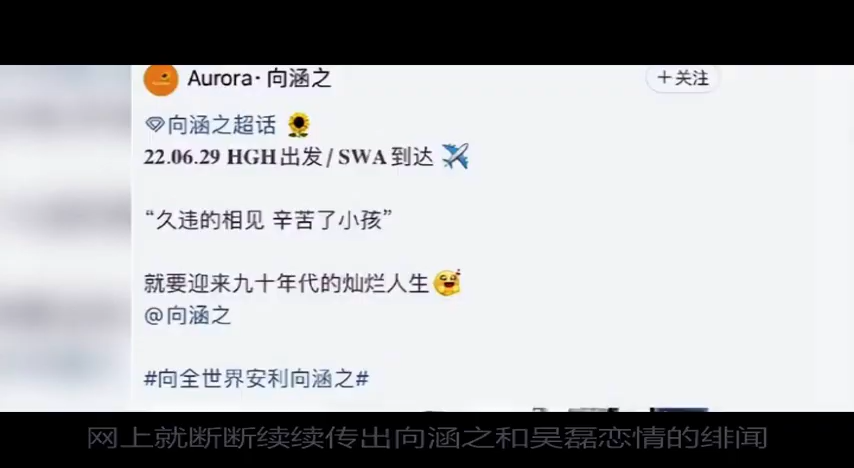 Aurora·向涵之
+关注
向涵之超话
22.06.29 HGH出发/SWA到达
“久违的相见 辛苦了小孩”
就要迎来九十年代的灿烂人生
@向涵之
#向全世界安利向涵之#
网上就断断续续传出向涵之和吴磊恋情的绯闻